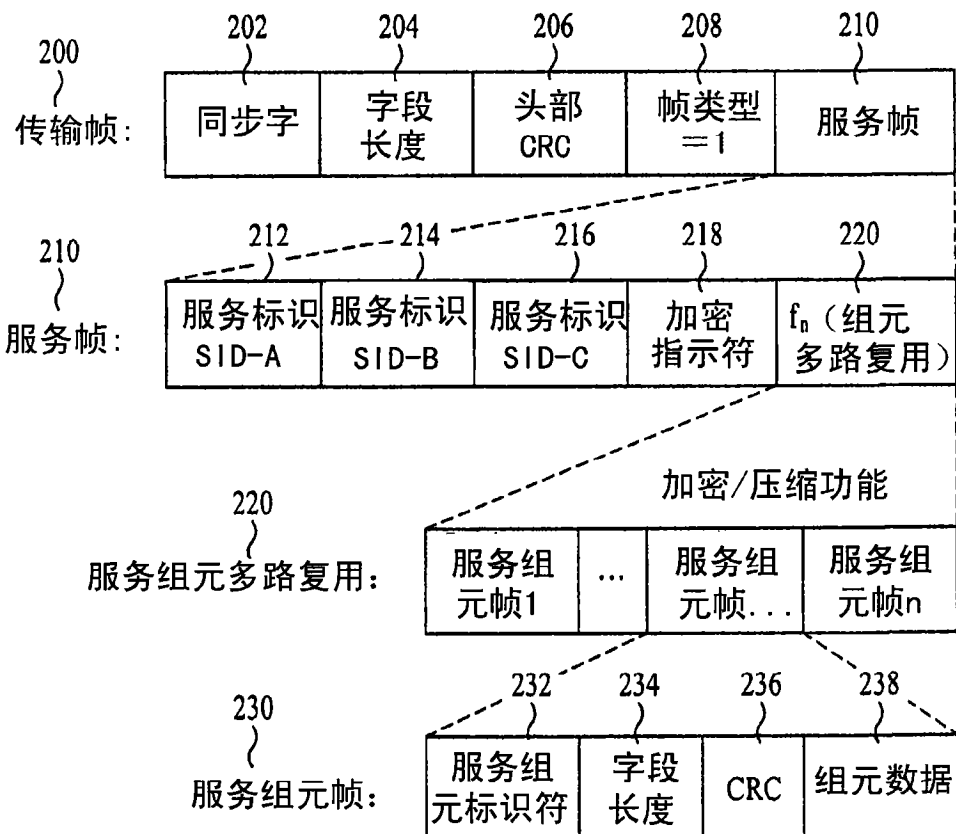 200
202
204
206
208
210
传输帧:
同步字
字段
长度
头部
CRC
帧类型
=1
服务帧
210
212
214
216
218
220
服务帧:
服务标识
SID-A
服务标识
SID-B
服务标识
SID-C
加密
指示符
fn(组元
多路复用)
加密/压缩功能
220
服务组元多路复用:
服务组
元帧1
...
服务组
元帧...
服务组
元帧n
230
232
234
236
238
服务组元帧:
服务组
元标识符
字段
长度
CRC
组元数据